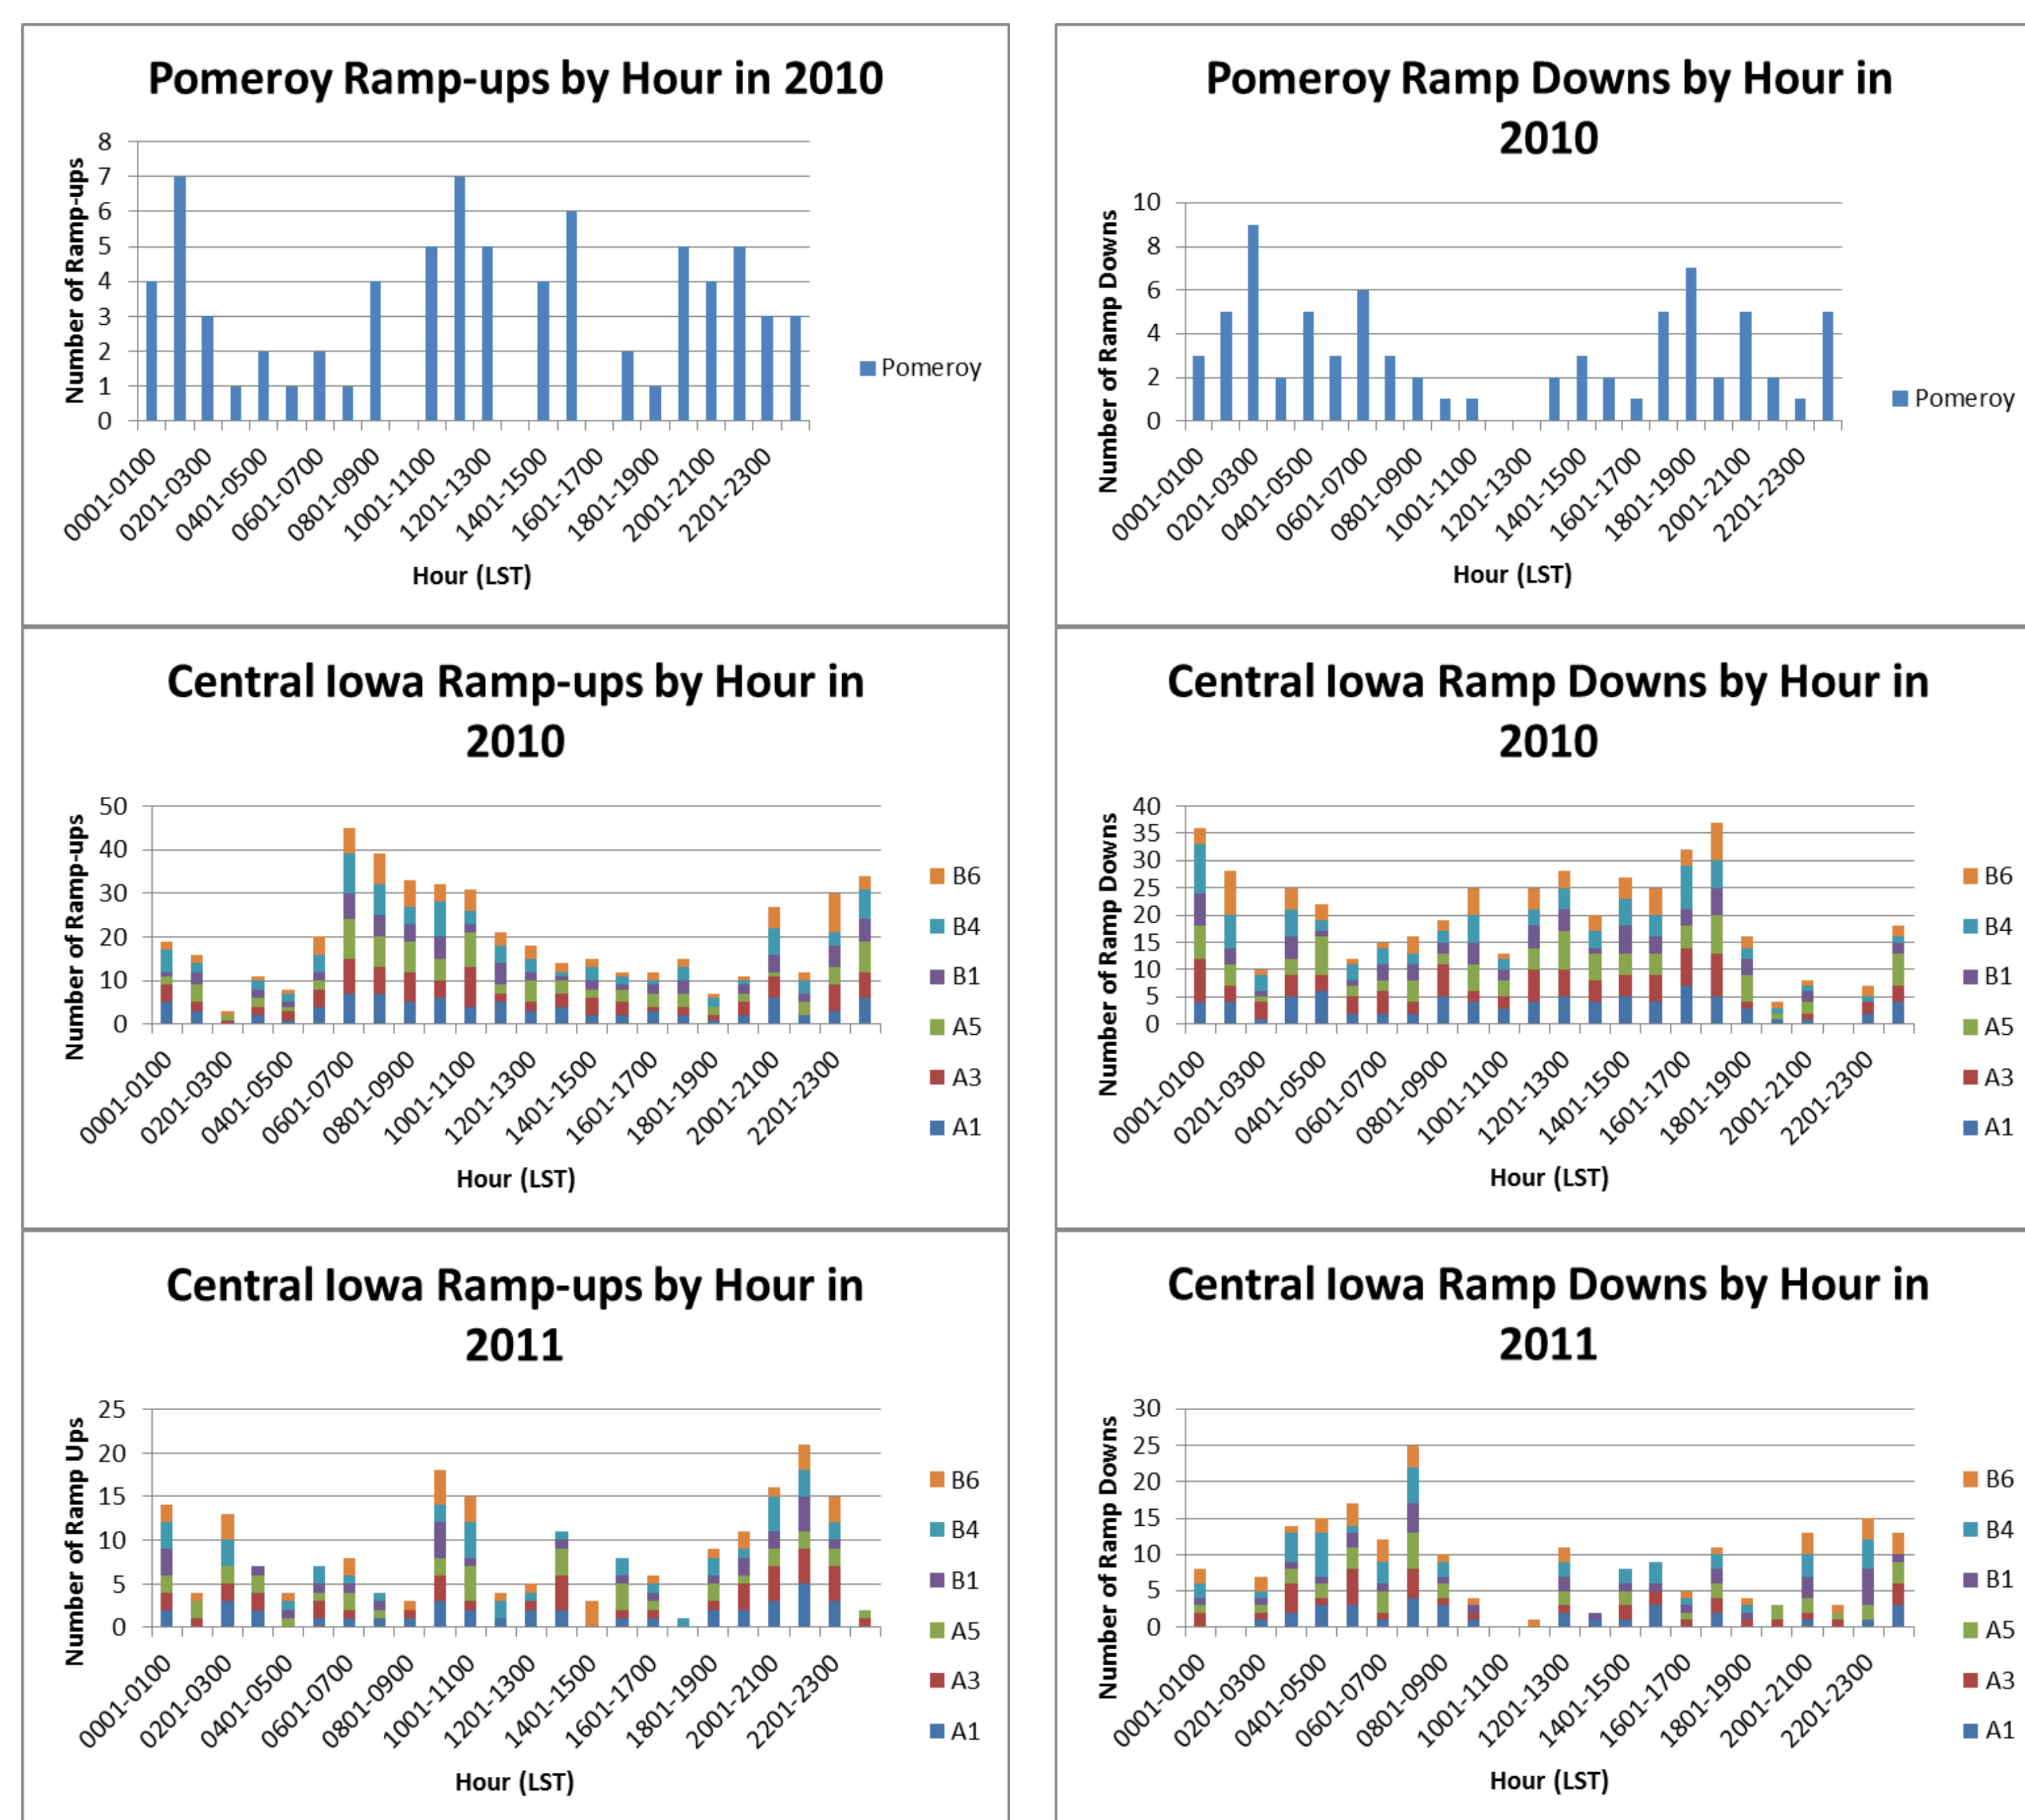 Pomeroy Ramp-ups by Hour in 2010
Number of Ramp-ups
8
7
6
5
4
3
2
1
0
0001-0100
0201-0300
0401-0500
0601-0700
0801-0900
1001-1100
1201-1300
1401-1500
1601-1700
1801-1900
2001-2100
2201-2300
Hour (LST)
Pomeroy
Pomeroy Ramp Downs by Hour in
2010
Number of Ramp Downs
10
8
6
4
2
0
0001-0100
0201-0300
0401-0500
0601-0700
0801-0900
1001-1100
1201-1300
1401-1500
1601-1700
1801-1900
2001-2100
2201-2300
Hour (LST)
Pomeroy
Central Iowa Ramp-ups by Hour in
2010
Number of Ramp-ups
50
40
30
20
10
0
0001-0100
0201-0300
0401-0500
0601-0700
0801-0900
1001-1100
1201-1300
1401-1500
1601-1700
1801-1900
2001-2100
2201-2300
Hour (LST)
B6
B4
B1
A5
A3
A1
Central Iowa Ramp Downs by Hour in
2010
Number of Ramp Downs
40
35
30
25
20
15
10
5
0
0001-0100
0201-0300
0401-0500
0601-0700
0801-0900
1001-1100
1201-1300
1401-1500
1601-1700
1801-1900
2001-2100
2201-2300
Hour (LST)
B6
B4
B1
A5
A3
A1
Central Iowa Ramp-ups by Hour in
2011
Number of Ramp Ups
25
20
15
10
5
0
0001-0100
0201-0300
0401-0500
0601-0700
0801-0900
1001-1100
1201-1300
1401-1500
1601-1700
1801-1900
2001-2100
2201-2300
Hour (LST)
B6
B4
B1
A5
A3
A1
Central Iowa Ramp Downs by Hour in
2011
Number of Ramp Downs
30
25
20
15
10
5
0
0001-0100
0201-0300
0401-0500
0601-0700
0801-0900
1001-1100
1201-1300
1401-1500
1601-1700
1801-1900
2001-2100
2201-2300
Hour (LST)
B6
B4
B1
A5
A3
A1